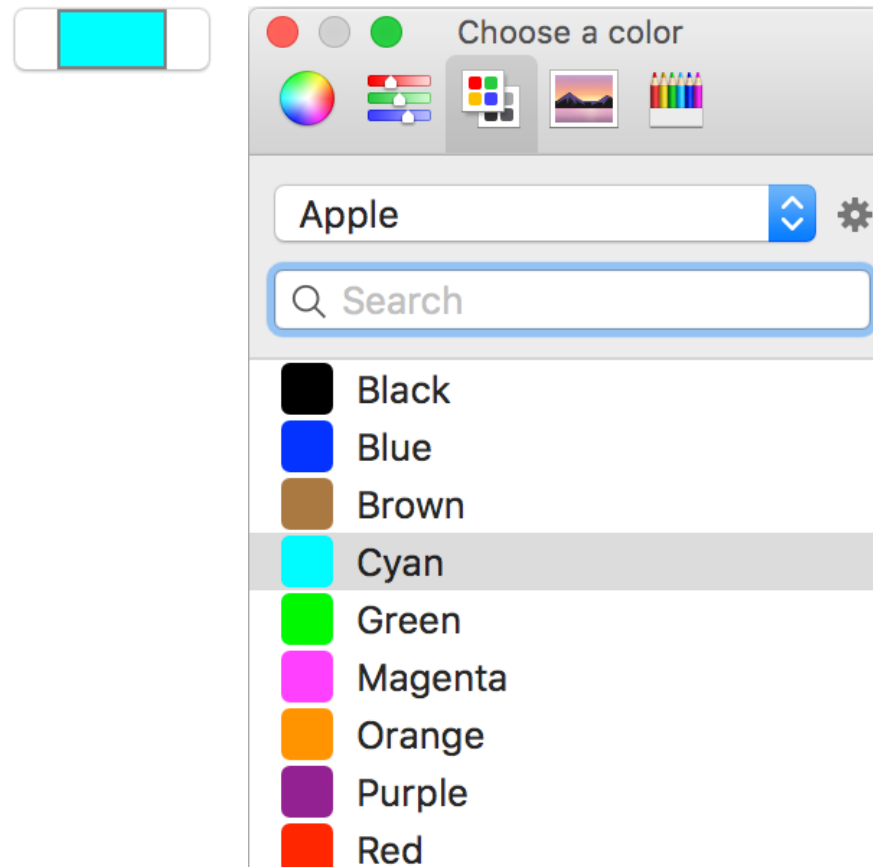 Choose a color
Apple
Search
Black
Blue
Brown
Cyan
Green
Magenta
Orange
Purple
Red